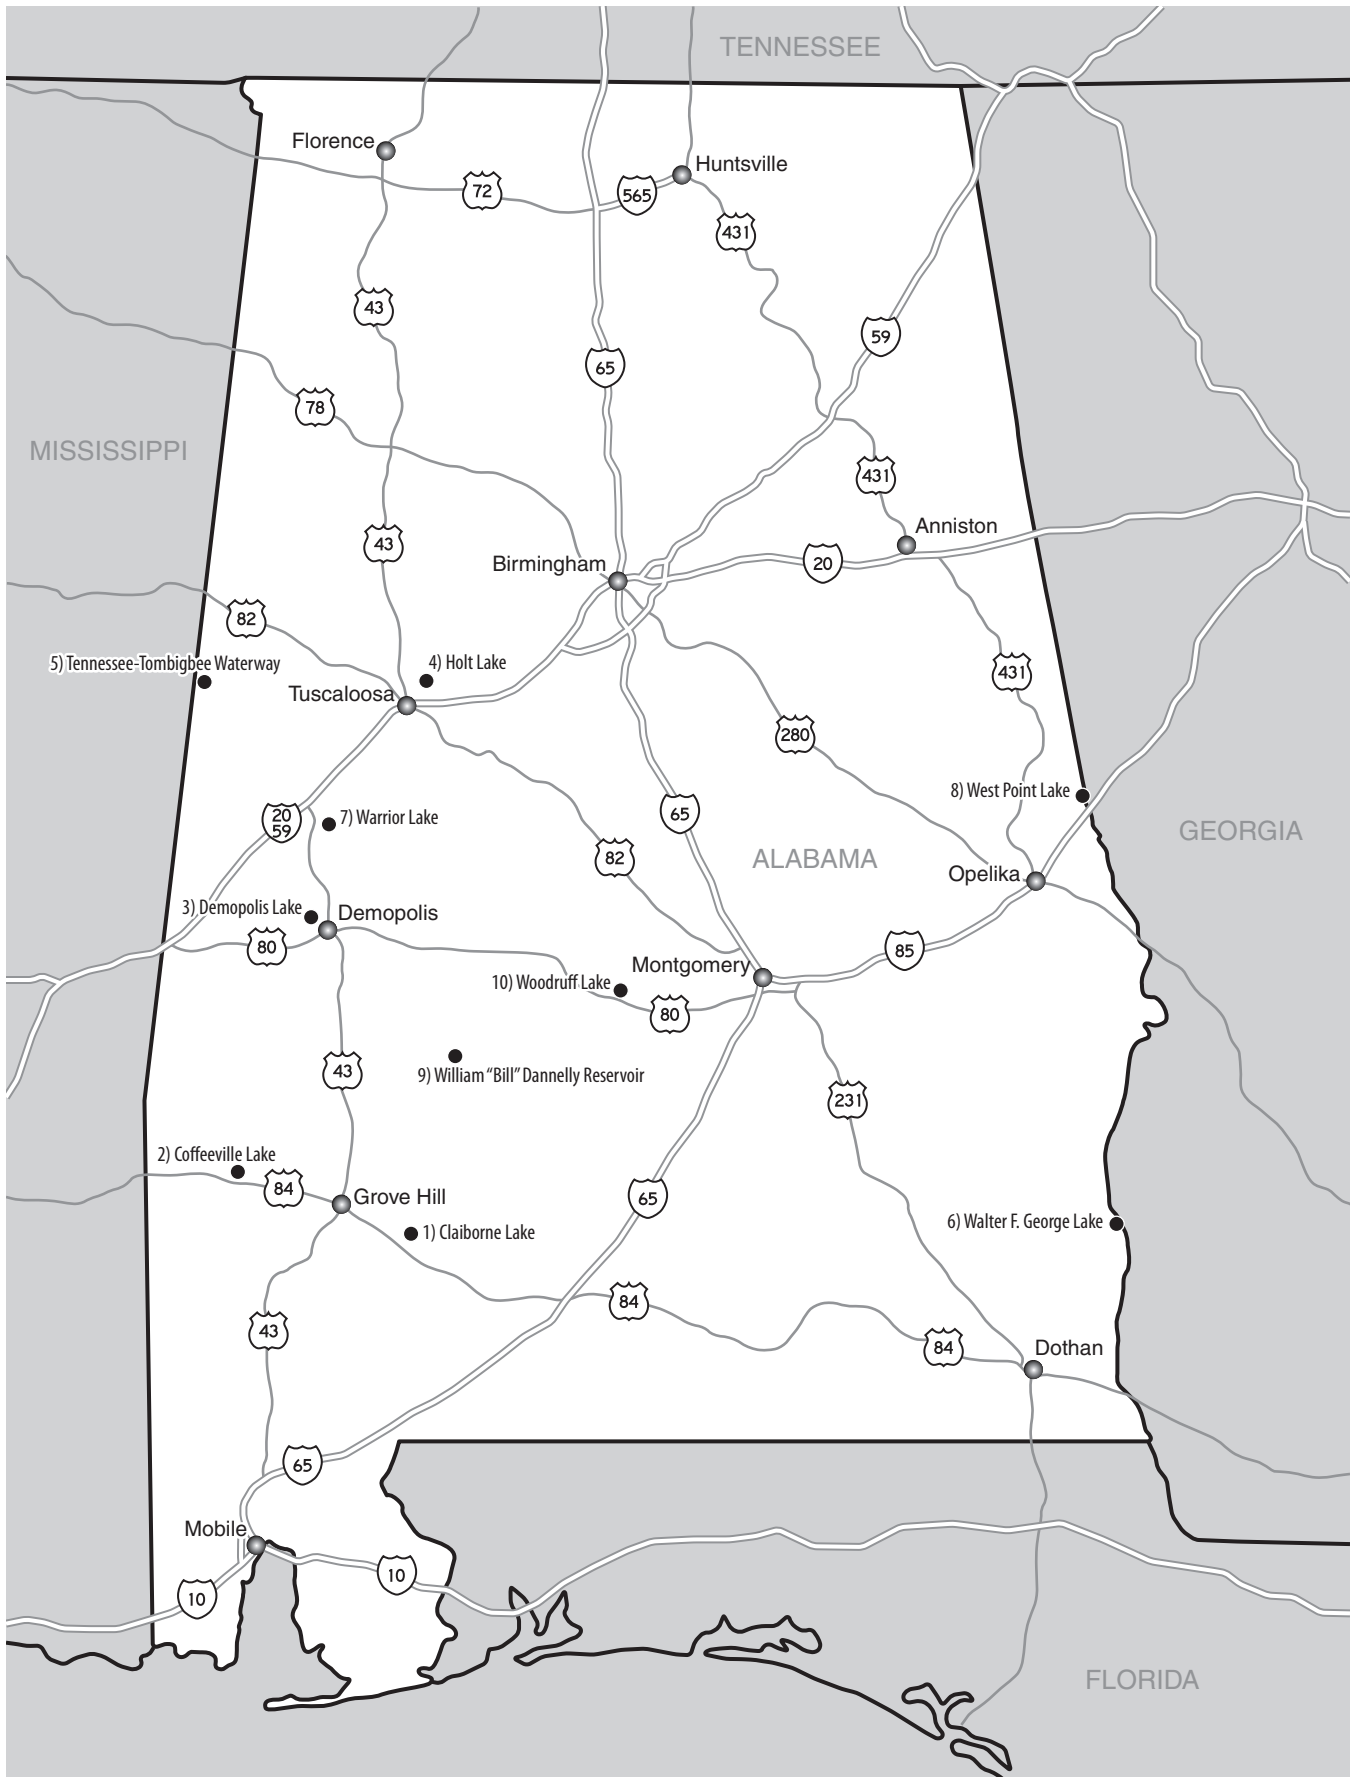 TENNESSEE
Florence
Huntsville
72
565
431
43
59
65
78
MISSISSIPPI
431
Anniston
43
Birmingham
20
82
5) Tennessee-Tombigbee Waterway
4) Holt Lake
431
Tuscaloosa
280
8) West Point Lake
20
59
7) Warrior Lake
65
GEORGIA
82
ALABAMA
Opelika
3) Demopolis Lake
Demopolis
80
85
Montgomery
10) Woodruff Lake
80
43
9) William “Bill” Dannelly Reservoir
231
2) Coffeeville Lake
84
Grove Hill
65
6) Walter F. George Lake
1) Claiborne Lake
84
43
84
Dothan
65
Mobile
10
10
FLORIDA